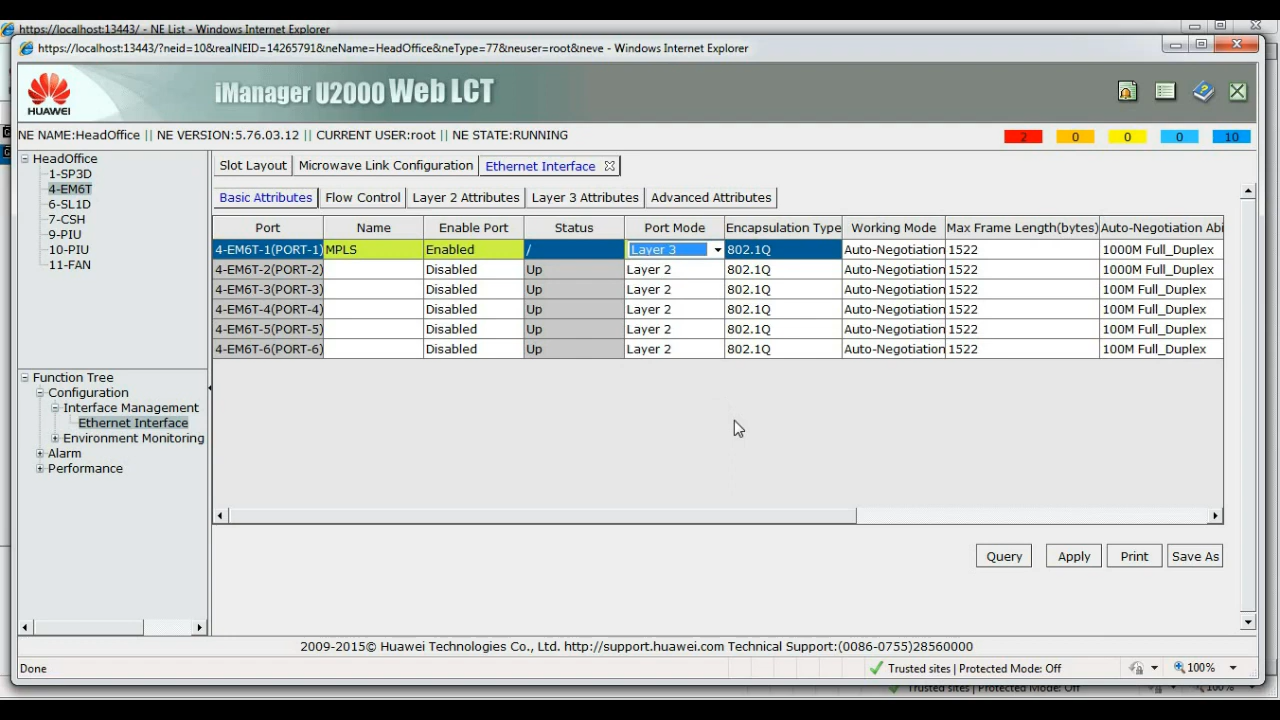 https://localhost:13443/ - NE List - Windows Internet Explorer
https://localhost:13443/?neid=10&realNEID=14265791&neName=HeadOffice&neType=77&neuser=root&neve - Windows Internet Explorer
HUAWEI
iManager U2000 Web LCT
NE NAME:HeadOffice || NE VERSION:5.76.03.12 || CURRENT USER:root || NE STATE:RUNNING
2 0 0 0 10
HeadOffice
1-SP3D
4-EM6T
6-SL1D
7-CSH
9-PIU
10-PIU
11-FAN
Function Tree
Configuration
Interface Management
Ethernet Interface
Environment Monitoring
Alarm
Performance
Slot Layout Microwave Link Configuration Ethernet Interface
Basic Attributes Flow Control Layer 2 Attributes Layer 3 Attributes Advanced Attributes
Port Name Enable Port Status Port Mode Encapsulation Type Working Mode Max Frame Length(bytes) Auto-Negotiation Abi
4-EM6T-1(PORT-1) MPLS Enabled / Layer 3 802.1Q Auto-Negotiation 1522 1000M Full_Duplex
4-EM6T-2(PORT-2) Disabled Up Layer 2 802.1Q Auto-Negotiation 1522 1000M Full_Duplex
4-EM6T-3(PORT-3) Disabled Up Layer 2 802.1Q Auto-Negotiation 1522 100M Full_Duplex
4-EM6T-4(PORT-4) Disabled Up Layer 2 802.1Q Auto-Negotiation 1522 100M Full_Duplex
4-EM6T-5(PORT-5) Disabled Up Layer 2 802.1Q Auto-Negotiation 1522 100M Full_Duplex
4-EM6T-6(PORT-6) Disabled Up Layer 2 802.1Q Auto-Negotiation 1522 100M Full_Duplex
Query Apply Print Save As
2009-2015© Huawei Technologies Co., Ltd. http://support.huawei.com Technical Support:(0086-0755)28560000
Done Trusted sites | Protected Mode: Off 100%
Trusted sites | Protected Mode: Off 100%